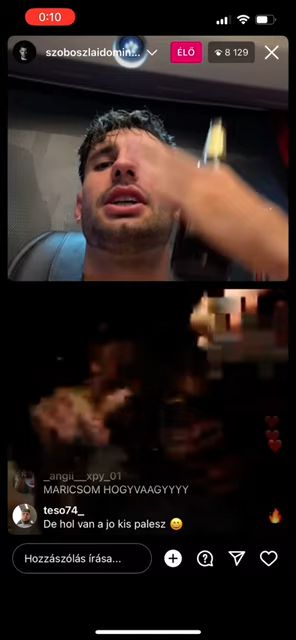 0:10
szoboszlaidomin...
ÉLŐ
8 129
_angii__xpy_01
MARICSOM HOGYVAAGYYYY
teso74_
De hol van a jo kis palesz 😄
Hozzászólás írása...